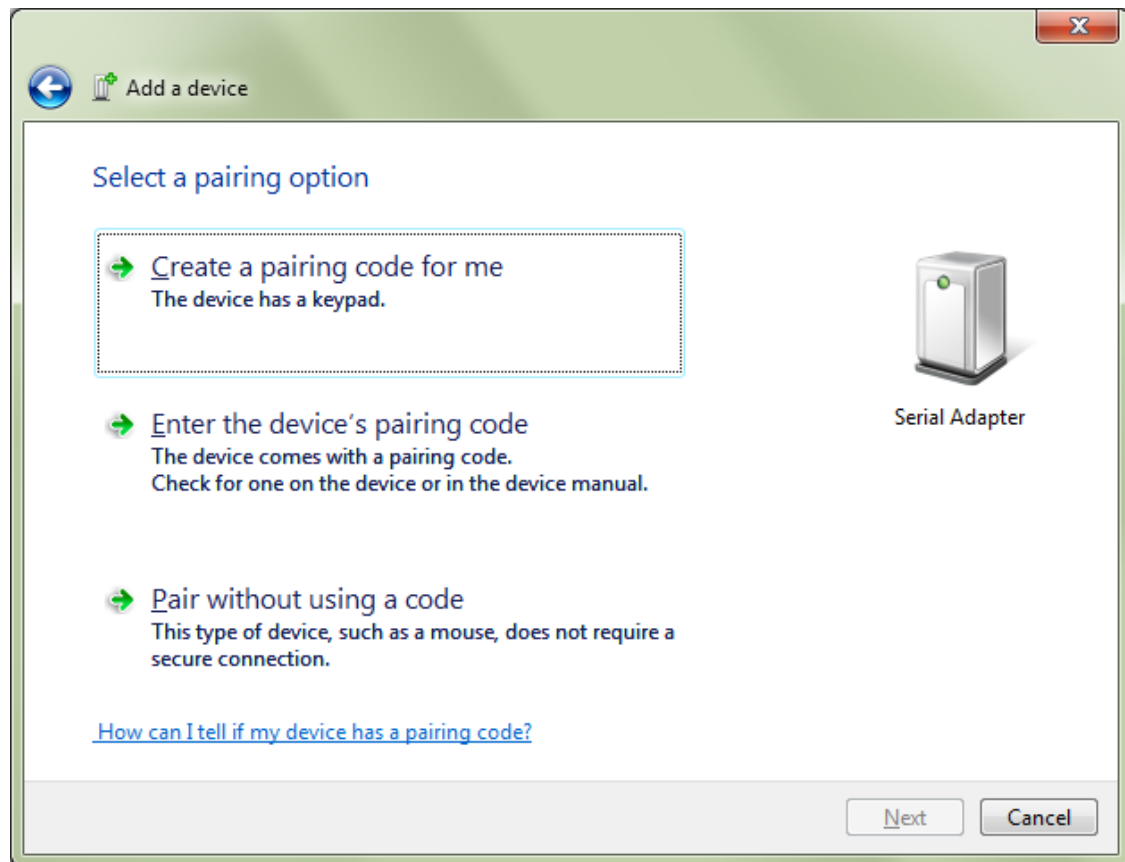 Add a device
Select a pairing option
Create a pairing code for me
The device has a keypad.
Enter the device's pairing code
The device comes with a pairing code.
Check for one on the device or in the device manual.
Serial Adapter
Pair without using a code
This type of device, such as a mouse, does not require a
secure connection.
How can I tell if my device has a pairing code?
Next
Cancel